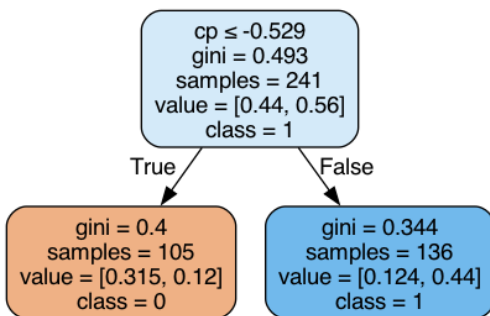 cp ≤ -0.529
gini = 0.493
samples = 241
value = [0.44, 0.56]
class = 1
True
False
gini = 0.4
samples = 105
value = [0.315, 0.12]
class = 0
gini = 0.344
samples = 136
value = [0.124, 0.44]
class = 1